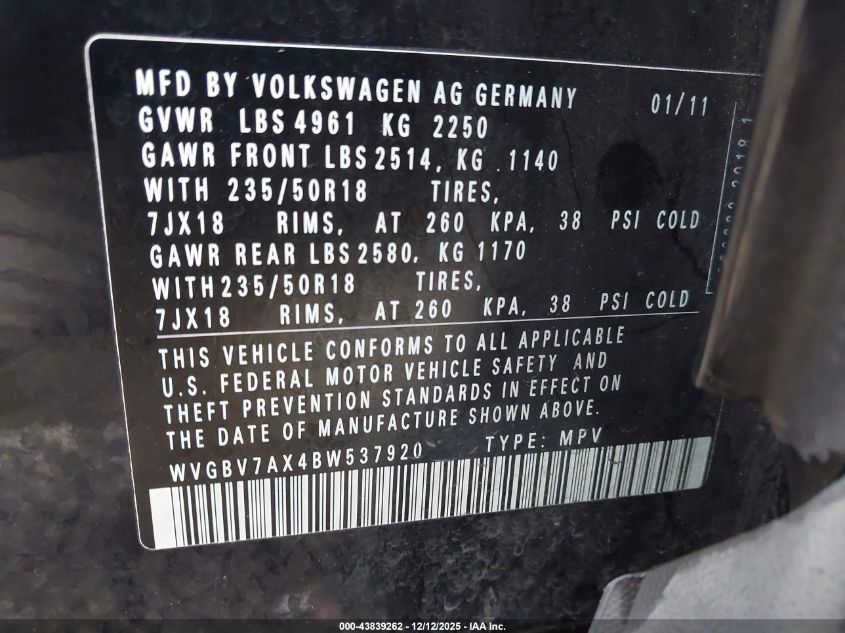 MFD BY VOLKSWAGEN AG GERMANY 01/11
GVWR LBS 4961 KG 2250
GAWR FRONT LBS 2514, KG 1140
WITH 235/50R18 TIRES,
7JX18 RIMS, AT 260 KPA, 38 PSI COLD
GAWR REAR LBS 2580, KG 1170
WITH 235/50R18 TIRES,
7JX18 RIMS, AT 260 KPA, 38 PSI COLD
THIS VEHICLE CONFORMS TO ALL APPLICABLE
U.S. FEDERAL MOTOR VEHICLE SAFETY AND
THEFT PREVENTION STANDARDS IN EFFECT ON
THE DATE OF MANUFACTURE SHOWN ABOVE.
WVGBV7AX4BW537920 TYPE: MPV
000-43839262 - 12/12/2025 - IAA Inc.